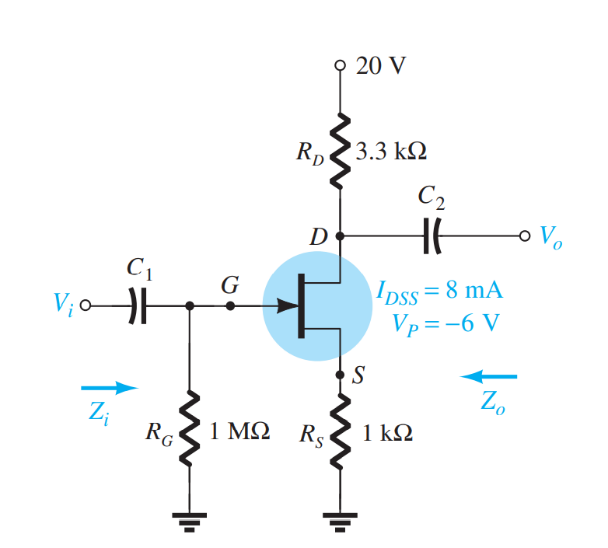 20 V
R_D 3.3 kΩ
C_2
D
V_o
C_1
G
I_DSS = 8 mA
V_i
V_P = −6 V
S
Z_i
Z_o
R_G 1 MΩ
R_S 1 kΩ